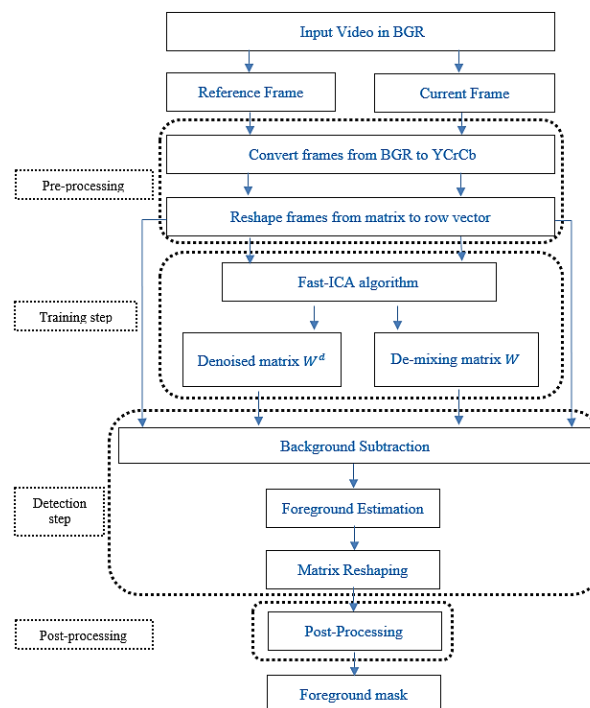 Input Video in BGR
Reference Frame
Current Frame
Convert frames from BGR to YCrCb
Pre-processing
Reshape frames from matrix to row vector
Fast-ICA algorithm
Training step
Denoised matrix W^d
De-mixing matrix W
Background Subtraction
Detection
step
Foreground Estimation
Matrix Reshaping
Post-processing
Post-Processing
Foreground mask